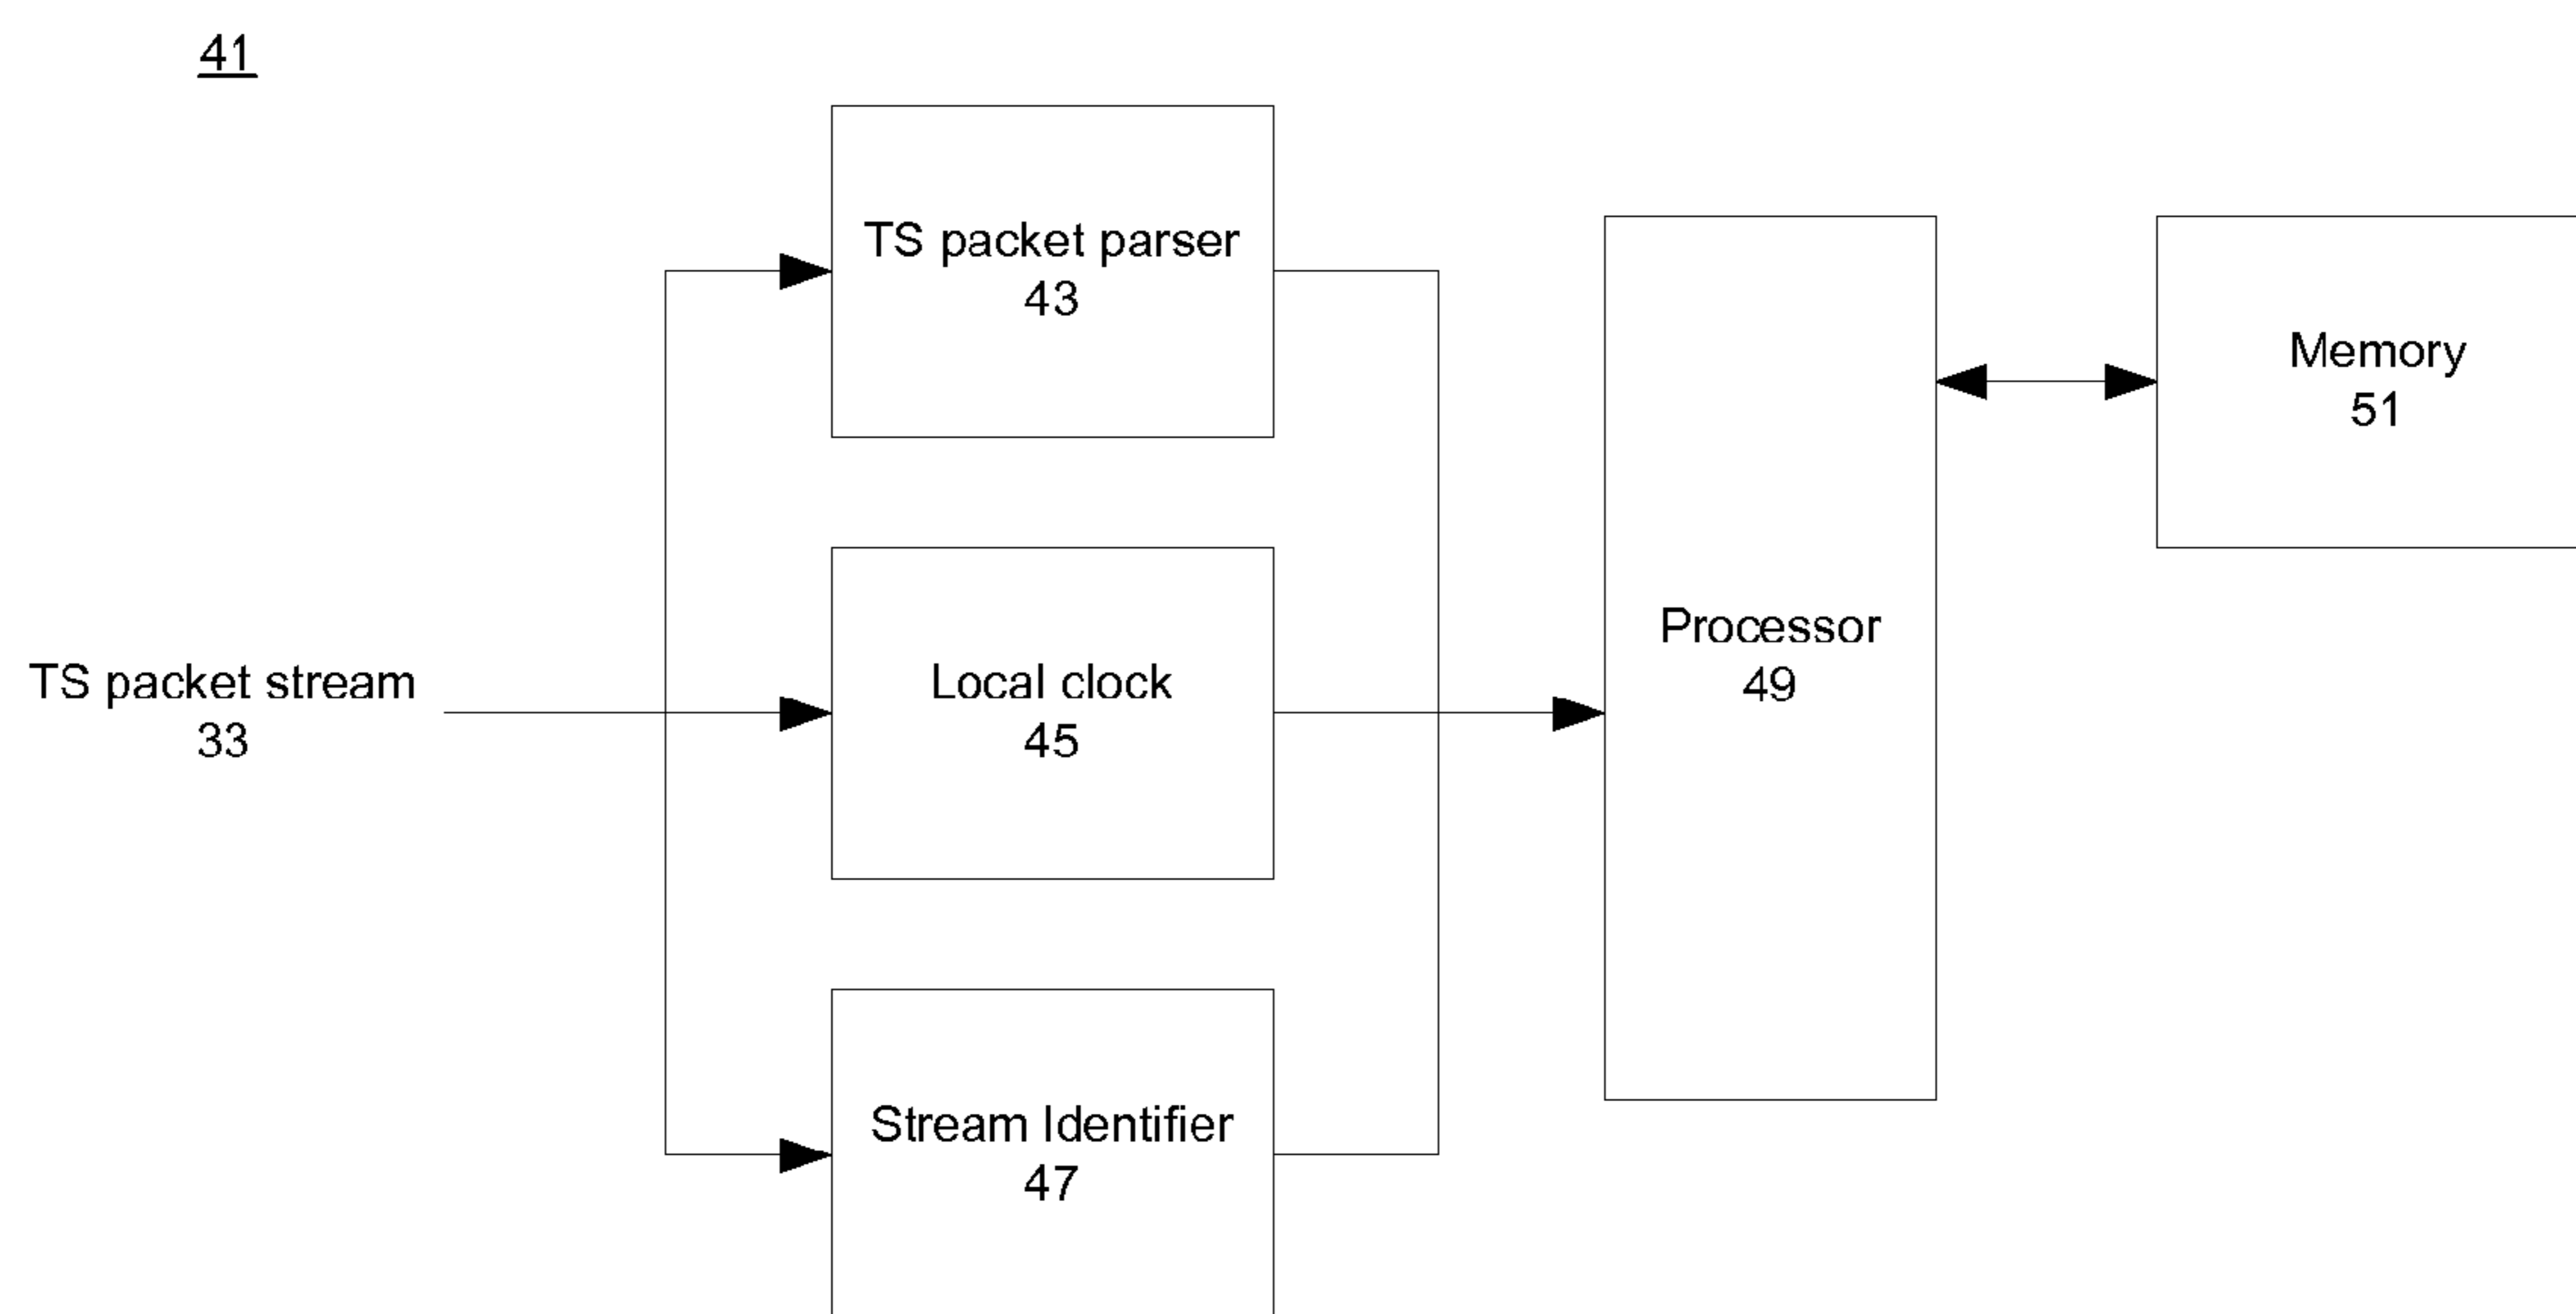 41
TS packet parser
43
Memory
51
Processor
49
TS packet stream
33
Local clock
45
Stream Identifier
47